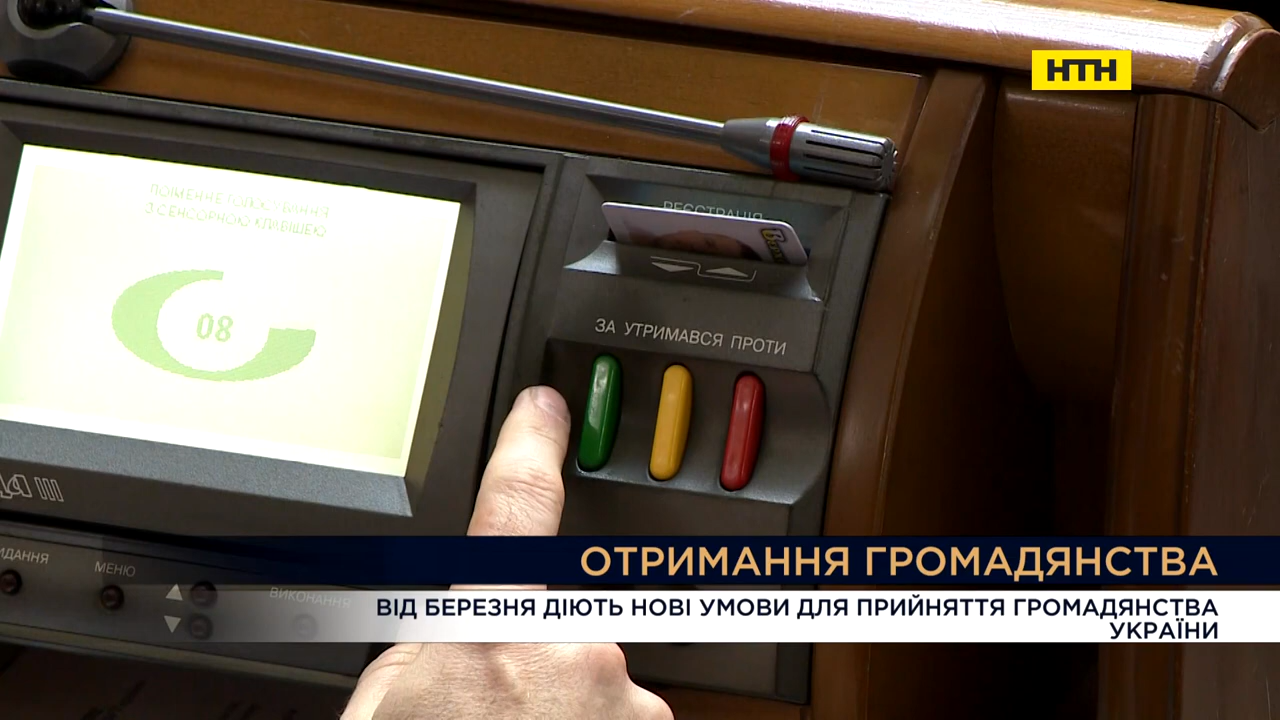 НТН
ПОІМЕННЕ ГОЛОСУВАННЯ
З СЕНСОРНОЮ КЛАВІШЕЮ
08
РЕЄСТРАЦІЯ
ЗА УТРИМАВСЯ ПРОТИ
МЕНЮ
ВИКОНАННЯ
ОТРИМАННЯ ГРОМАДЯНСТВА
ВІД БЕРЕЗНЯ ДІЮТЬ НОВІ УМОВИ ДЛЯ ПРИЙНЯТТЯ ГРОМАДЯНСТВА
УКРАЇНИ